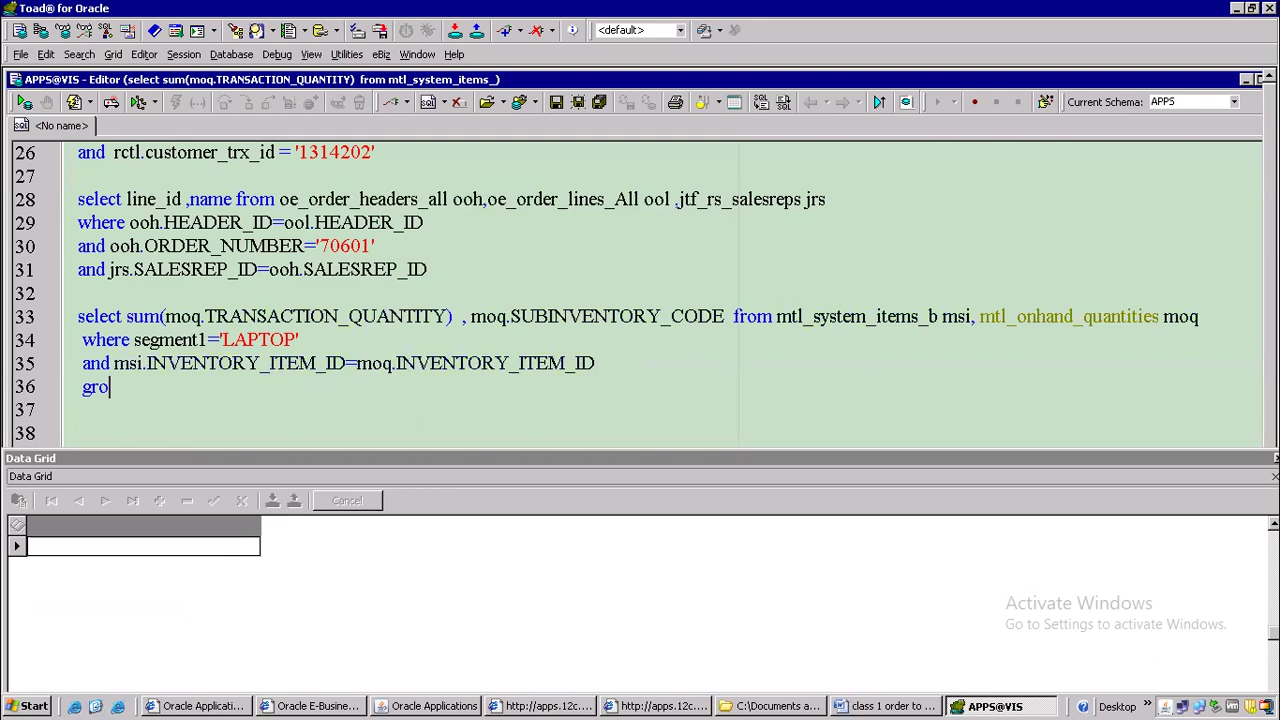 Toad® for Oracle
<default>
File Edit Search Grid Editor Session Database Debug View Utilities eBiz Window Help
APPS@VIS - Editor (select sum(moq.TRANSACTION_QUANTITY) from mtl_system_items_)
Current Schema: APPS
<No name>
26 and rctl.customer_trx_id = '1314202'
27
28 select line_id ,name from oe_order_headers_all ooh,oe_order_lines_All ool ,jtf_rs_salesreps jrs
29 where ooh.HEADER_ID=ool.HEADER_ID
30 and ooh.ORDER_NUMBER='70601'
31 and jrs.SALESREP_ID=ooh.SALESREP_ID
32
33 select sum(moq.TRANSACTION_QUANTITY) , moq.SUBINVENTORY_CODE from mtl_system_items_b msi, mtl_onhand_quantities moq
34 where segment1='LAPTOP'
35 and msi.INVENTORY_ITEM_ID=moq.INVENTORY_ITEM_ID
36 gro
37
38
Data Grid
Data Grid
Cancel
Activate Windows
Go to Settings to activate Windows.
Start Oracle Applicati... Oracle E-Busine... Oracle Applications http://apps.12c.... http://apps.12c.... C:\Documents a... class 1 order to ... APPS@VIS Desktop